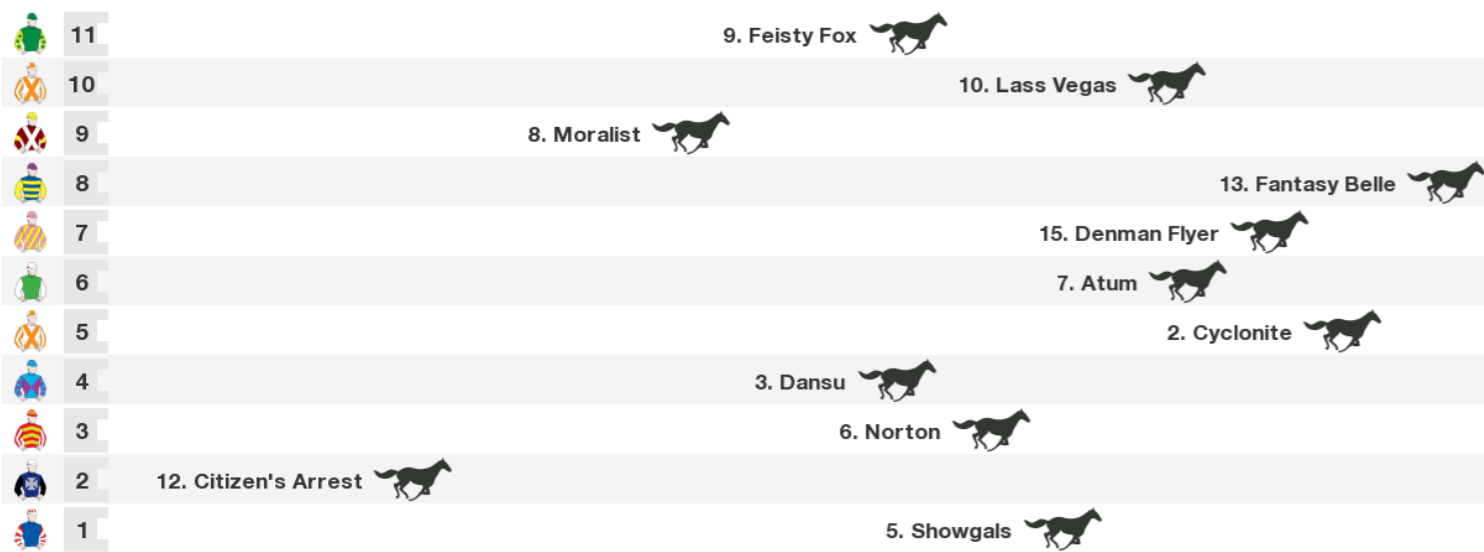 11 9. Feisty Fox
10 10. Lass Vegas
9 8. Moralist
8 13. Fantasy Belle
7 15. Denman Flyer
6 7. Atum
5 2. Cyclonite
4 3. Dansu
3 6. Norton
2 12. Citizen's Arrest
1 5. Showgals